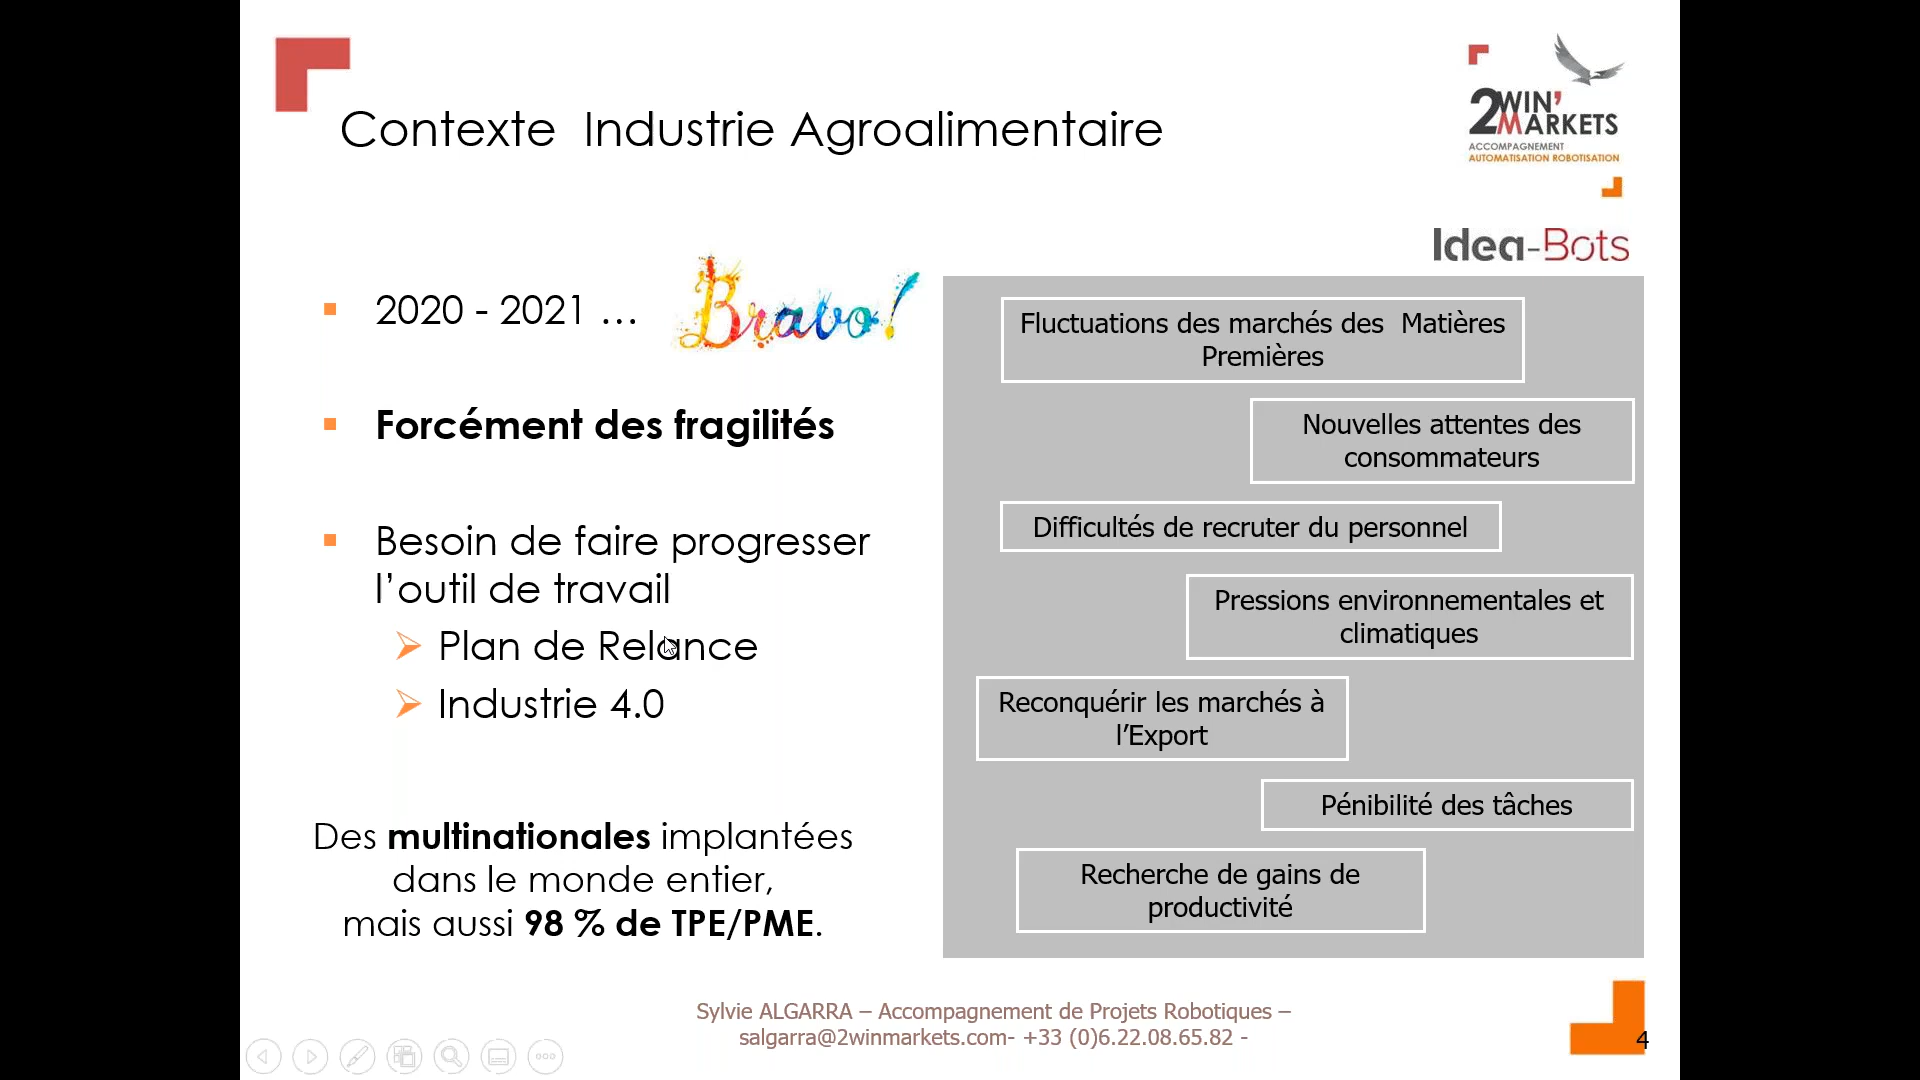 Contexte  Industrie Agroalimentaire
2WIN'
MARKETS
ACCOMPAGNEMENT
AUTOMATISATION ROBOTISATION
Idea-Bots
2020 - 2021 …
Bravo!
Forcément des fragilités
Besoin de faire progresser
l’outil de travail
Plan de Relance
Industrie 4.0
Des multinationales implantées
dans le monde entier,
mais aussi 98 % de TPE/PME.
Fluctuations des marchés des  Matières
Premières
Nouvelles attentes des
consommateurs
Difficultés de recruter du personnel
Pressions environnementales et
climatiques
Reconquérir les marchés à
l’Export
Pénibilité des tâches
Recherche de gains de
productivité
Sylvie ALGARRA – Accompagnement de Projets Robotiques –
salgarra@2winmarkets.com- +33 (0)6.22.08.65.82 -
4